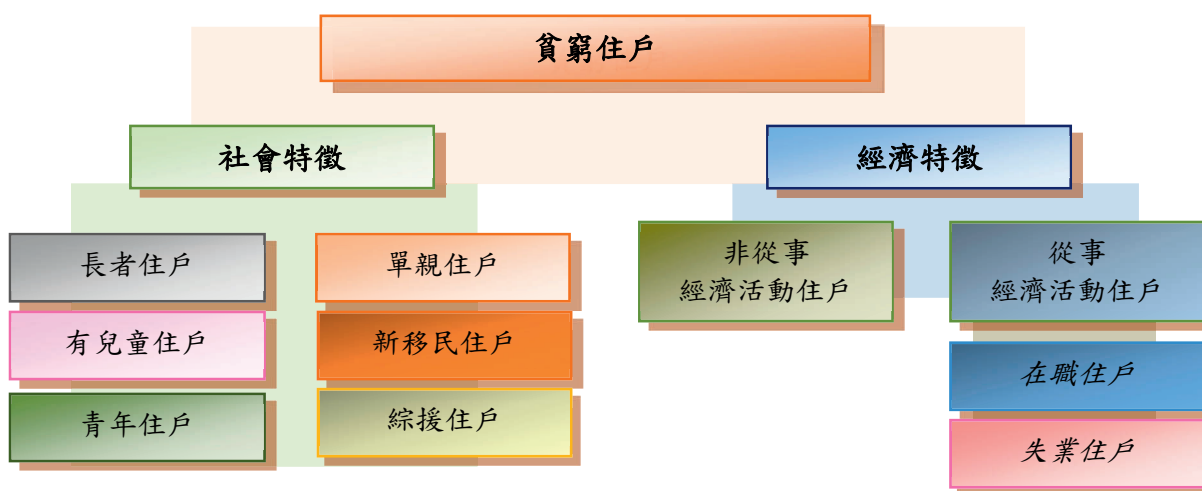 貧窮住戶
社會特徵
經濟特徵
長者住戶
單親住戶
有兒童住戶
新移民住戶
青年住戶
綜援住戶
非從事
經濟活動住戶
從事
經濟活動住戶
在職住戶
失業住戶